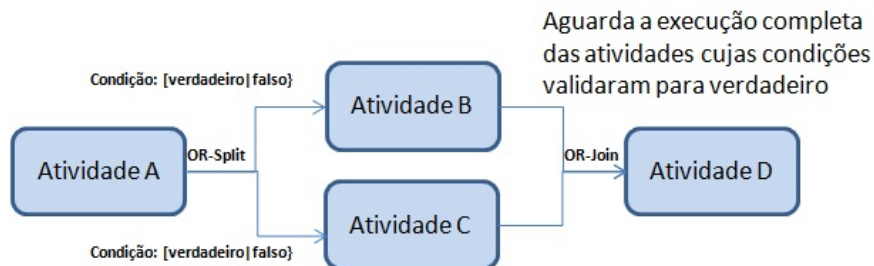 Aguarda a execução completa
das atividades cujas condições
validaram para verdadeiro
Condição: [verdadeiro|falso}
Atividade B
Atividade A
OR-Split
OR-Join
Atividade D
Atividade C
Condição: [verdadeiro|falso}